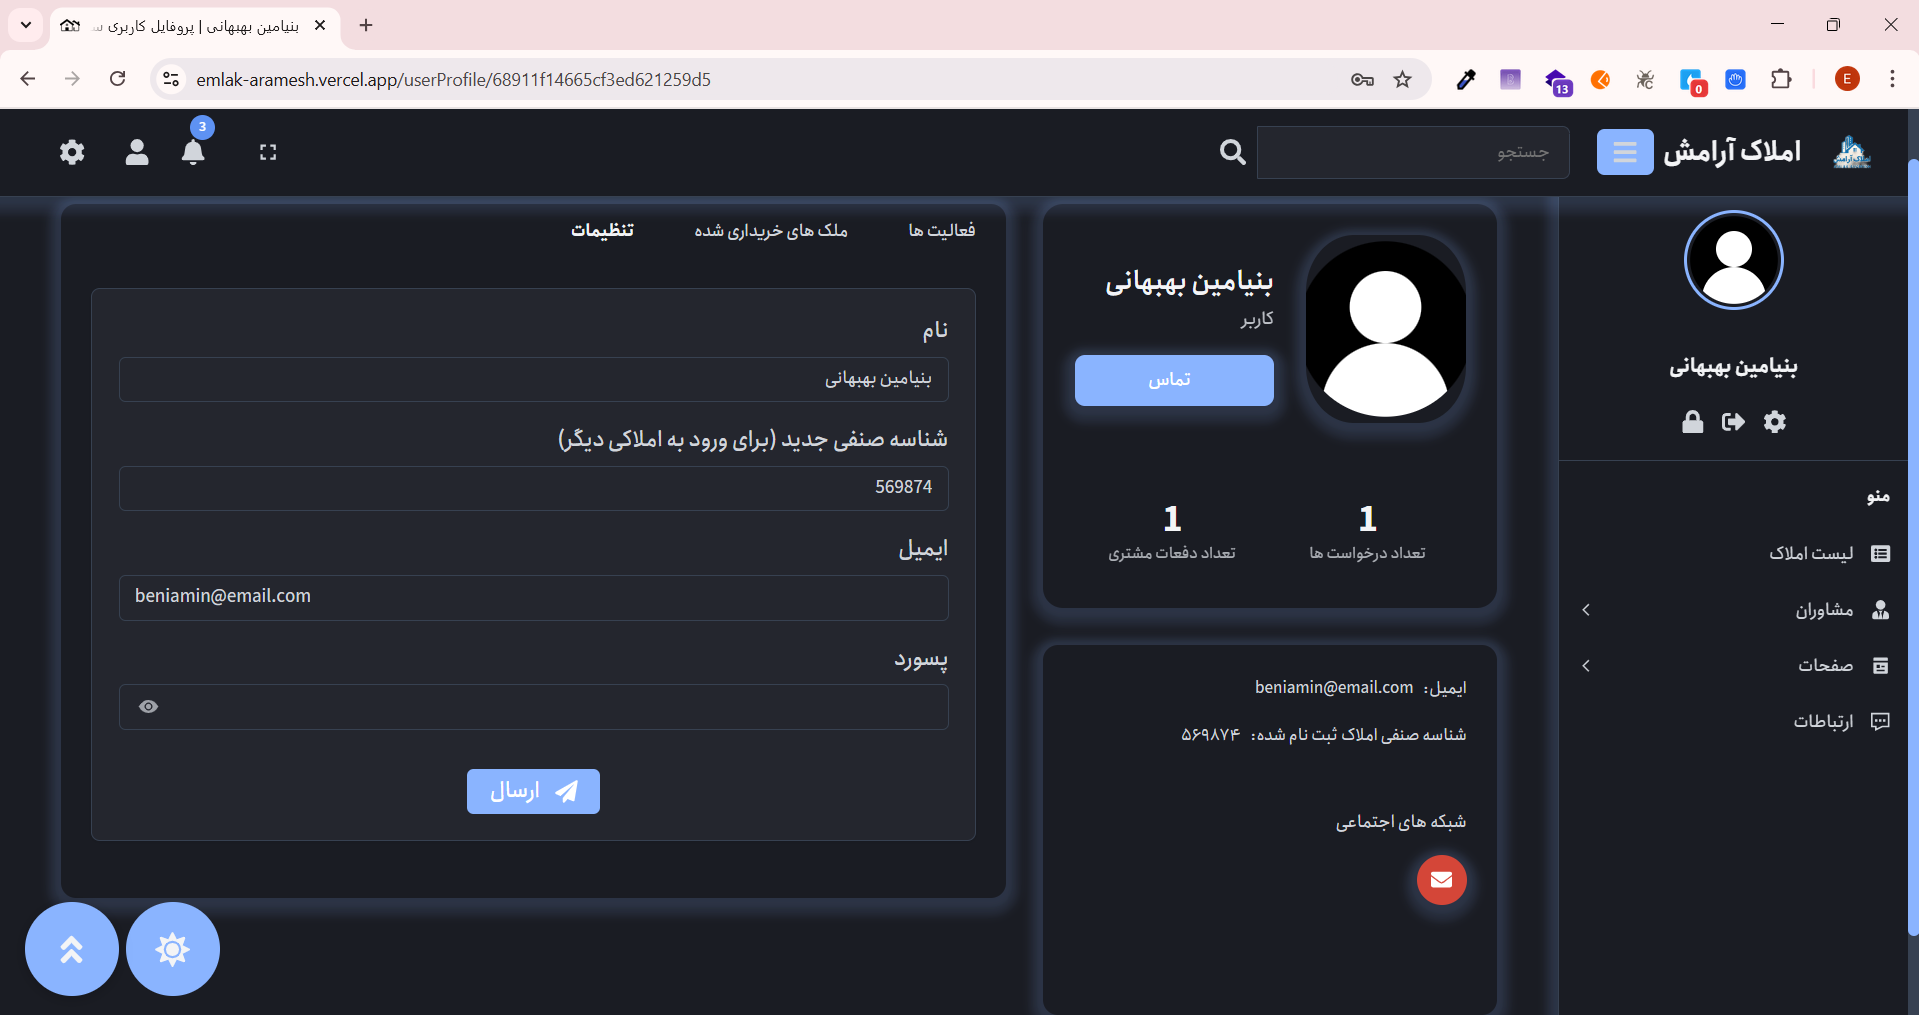 بنیامین بهبهانی | پروفایل کاربری
emlak-aramesh.vercel.app/userProfile/68911f14665cf3ed621259d5
13
0
E
املاک آرامش
جستجو
3
بنیامین بهبهانی
منو
لیست املاک
مشاوران
صفحات
ارتباطات
بنیامین بهبهانی
کاربر
تماس
1
تعداد درخواست ها
1
تعداد دفعات مشتری
ایمیل: beniamin@email.com
شناسه صنفی املاک ثبت نام شده: ۵۶۹۸۷۴
شبکه های اجتماعی
فعالیت ها
ملک های خریداری شده
تنظیمات
نام
بنیامین بهبهانی
شناسه صنفی جدید (برای ورود به املاکی دیگر)
569874
ایمیل
beniamin@email.com
پسورد
ارسال